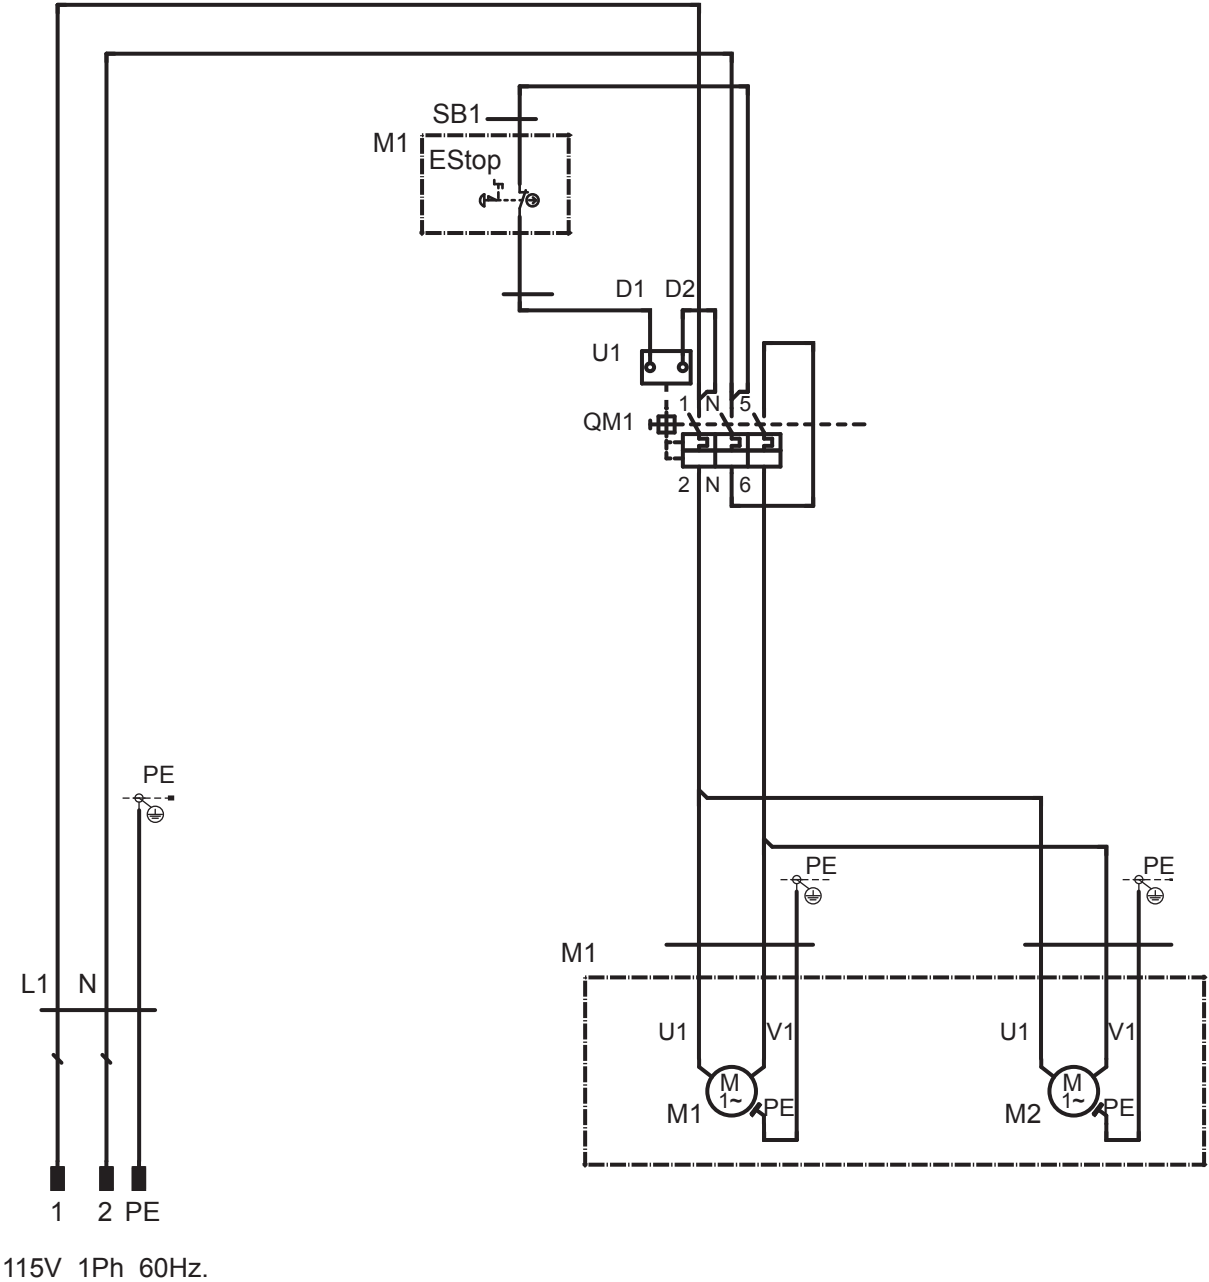 SB1
M1
EStop
D1 D2
U1
1 N 5
QM1
2 N 6
PE
PE PE
M1
L1 N
U1 V1 U1 V1
M
1~
M
1~
M1 PE M2 PE
1 2 PE
115V 1Ph 60Hz.